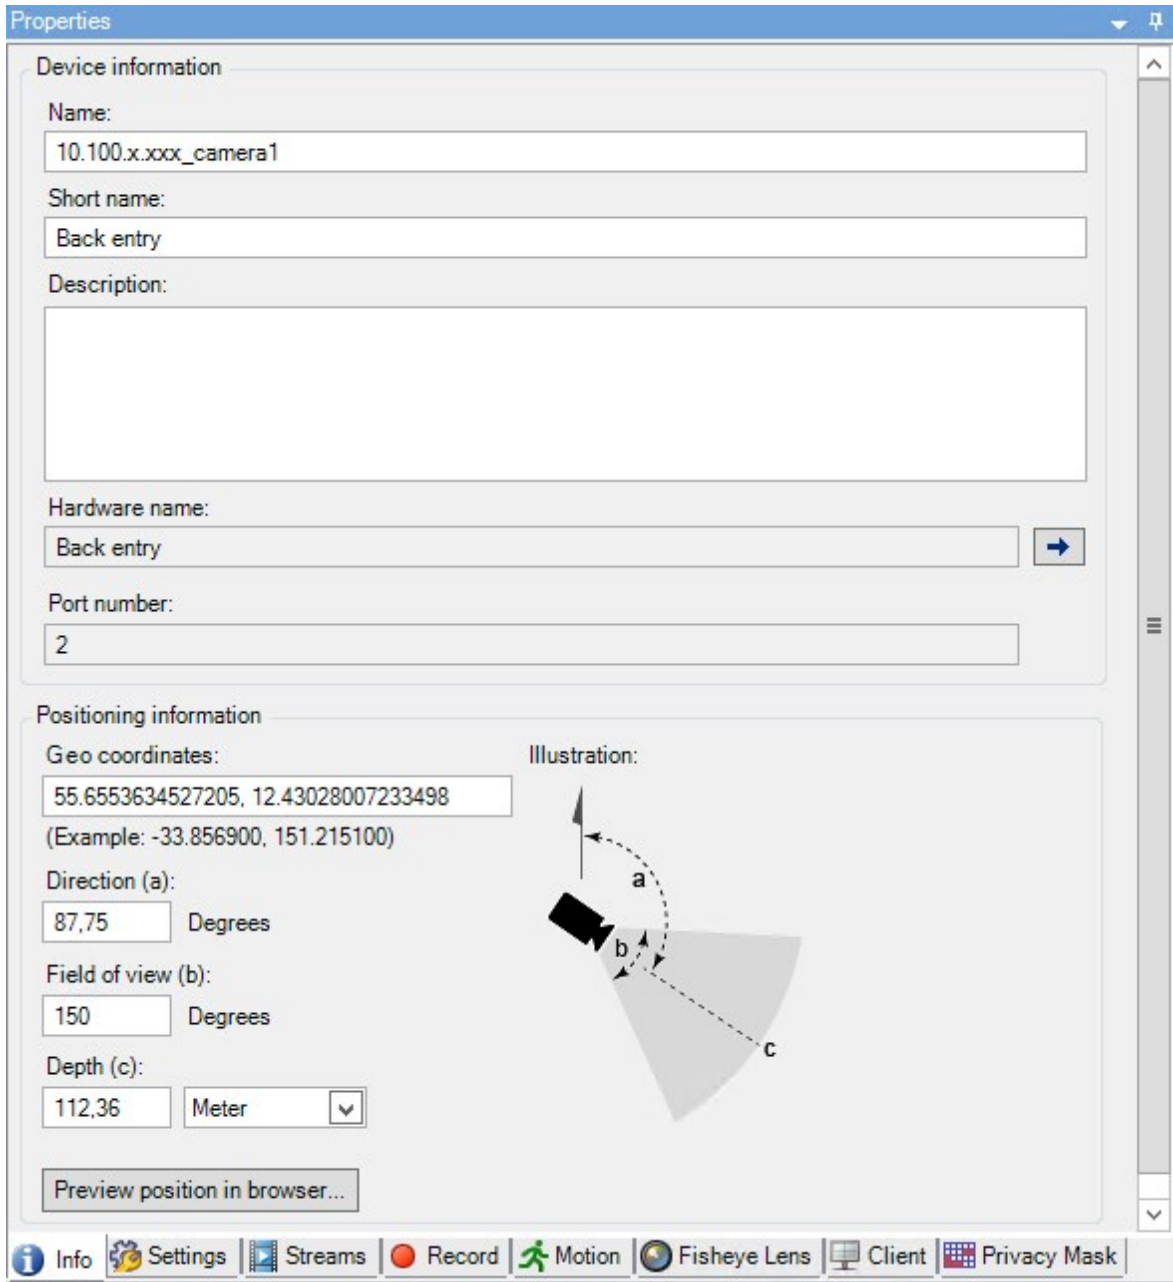 Properties
Device information
Name:
10.100.x.xxx_camera1
Short name:
Back entry
Description:
Hardware name:
Back entry
Port number:
2
Positioning information
Geo coordinates:
55.6553634527205, 12.43028007233498
(Example: -33.856900, 151.215100)
Direction (a):
87,75 Degrees
Field of view (b):
150 Degrees
Depth (c):
112,36 Meter
Illustration:
a
b
c
Preview position in browser...
Info Settings Streams Record Motion Fisheye Lens Client Privacy Mask